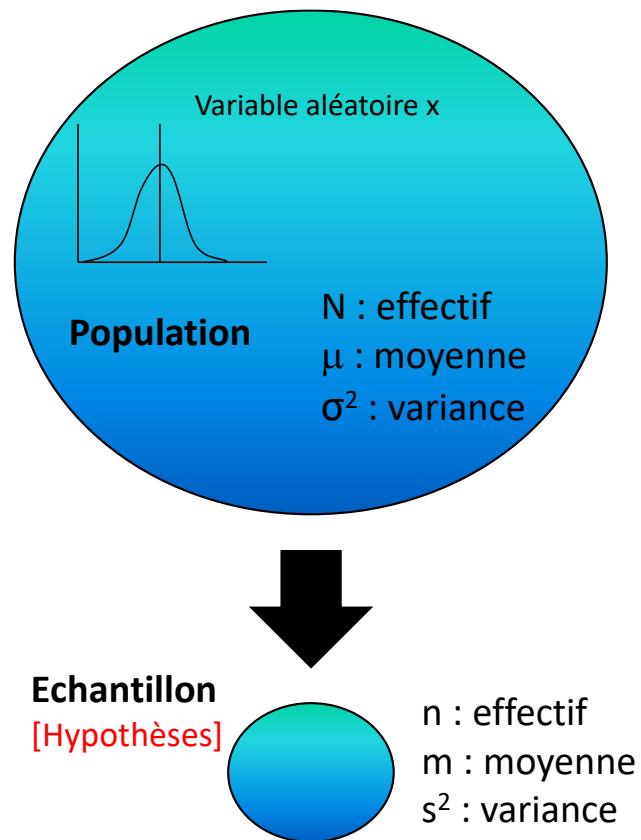 Variable aléatoire x
Population
N : effectif
μ : moyenne
σ² : variance
Echantillon
[Hypothèses]
n : effectif
m : moyenne
s² : variance